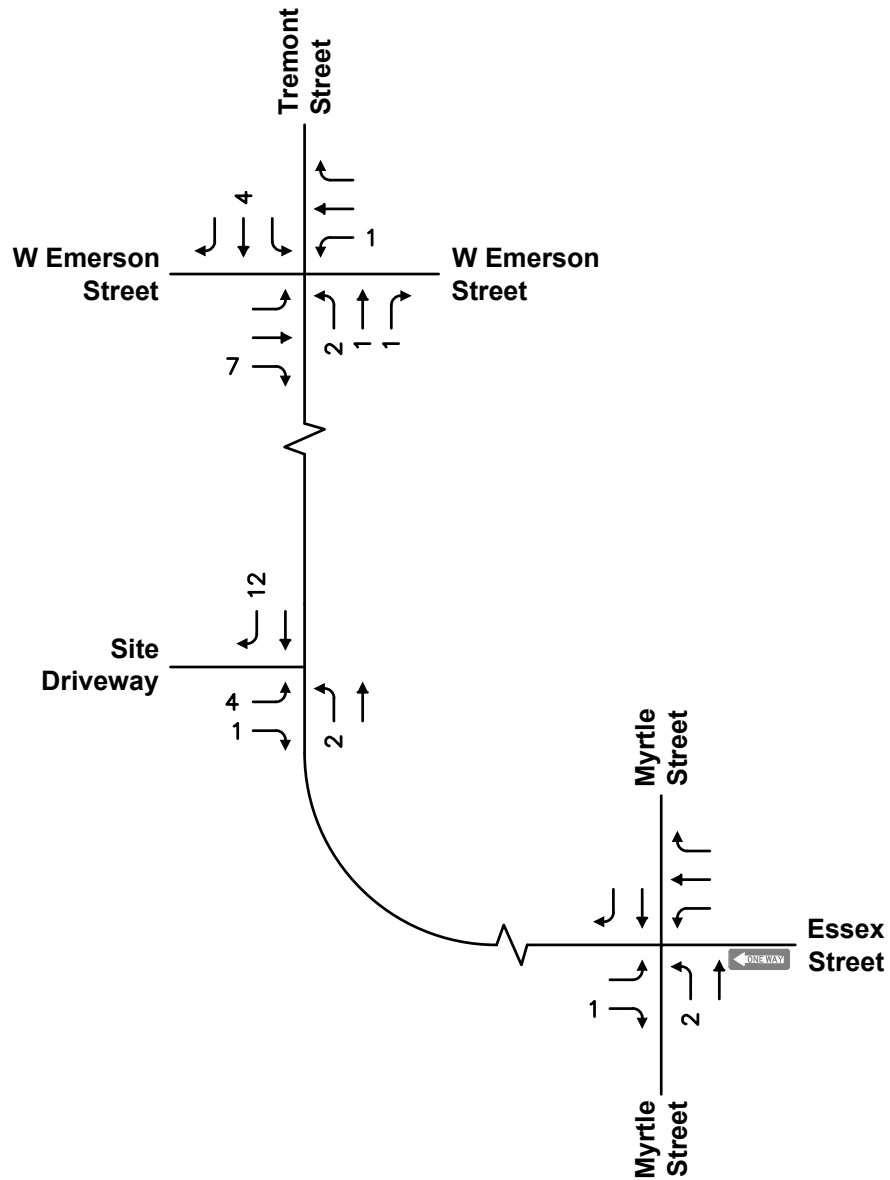 Tremont
Street
4
1
W Emerson
Street
W Emerson
Street
7
2
1
1
12
Site
Driveway
4
1
2
Myrtle
Street
Essex
Street
ONE WAY
1
2
Myrtle
Street